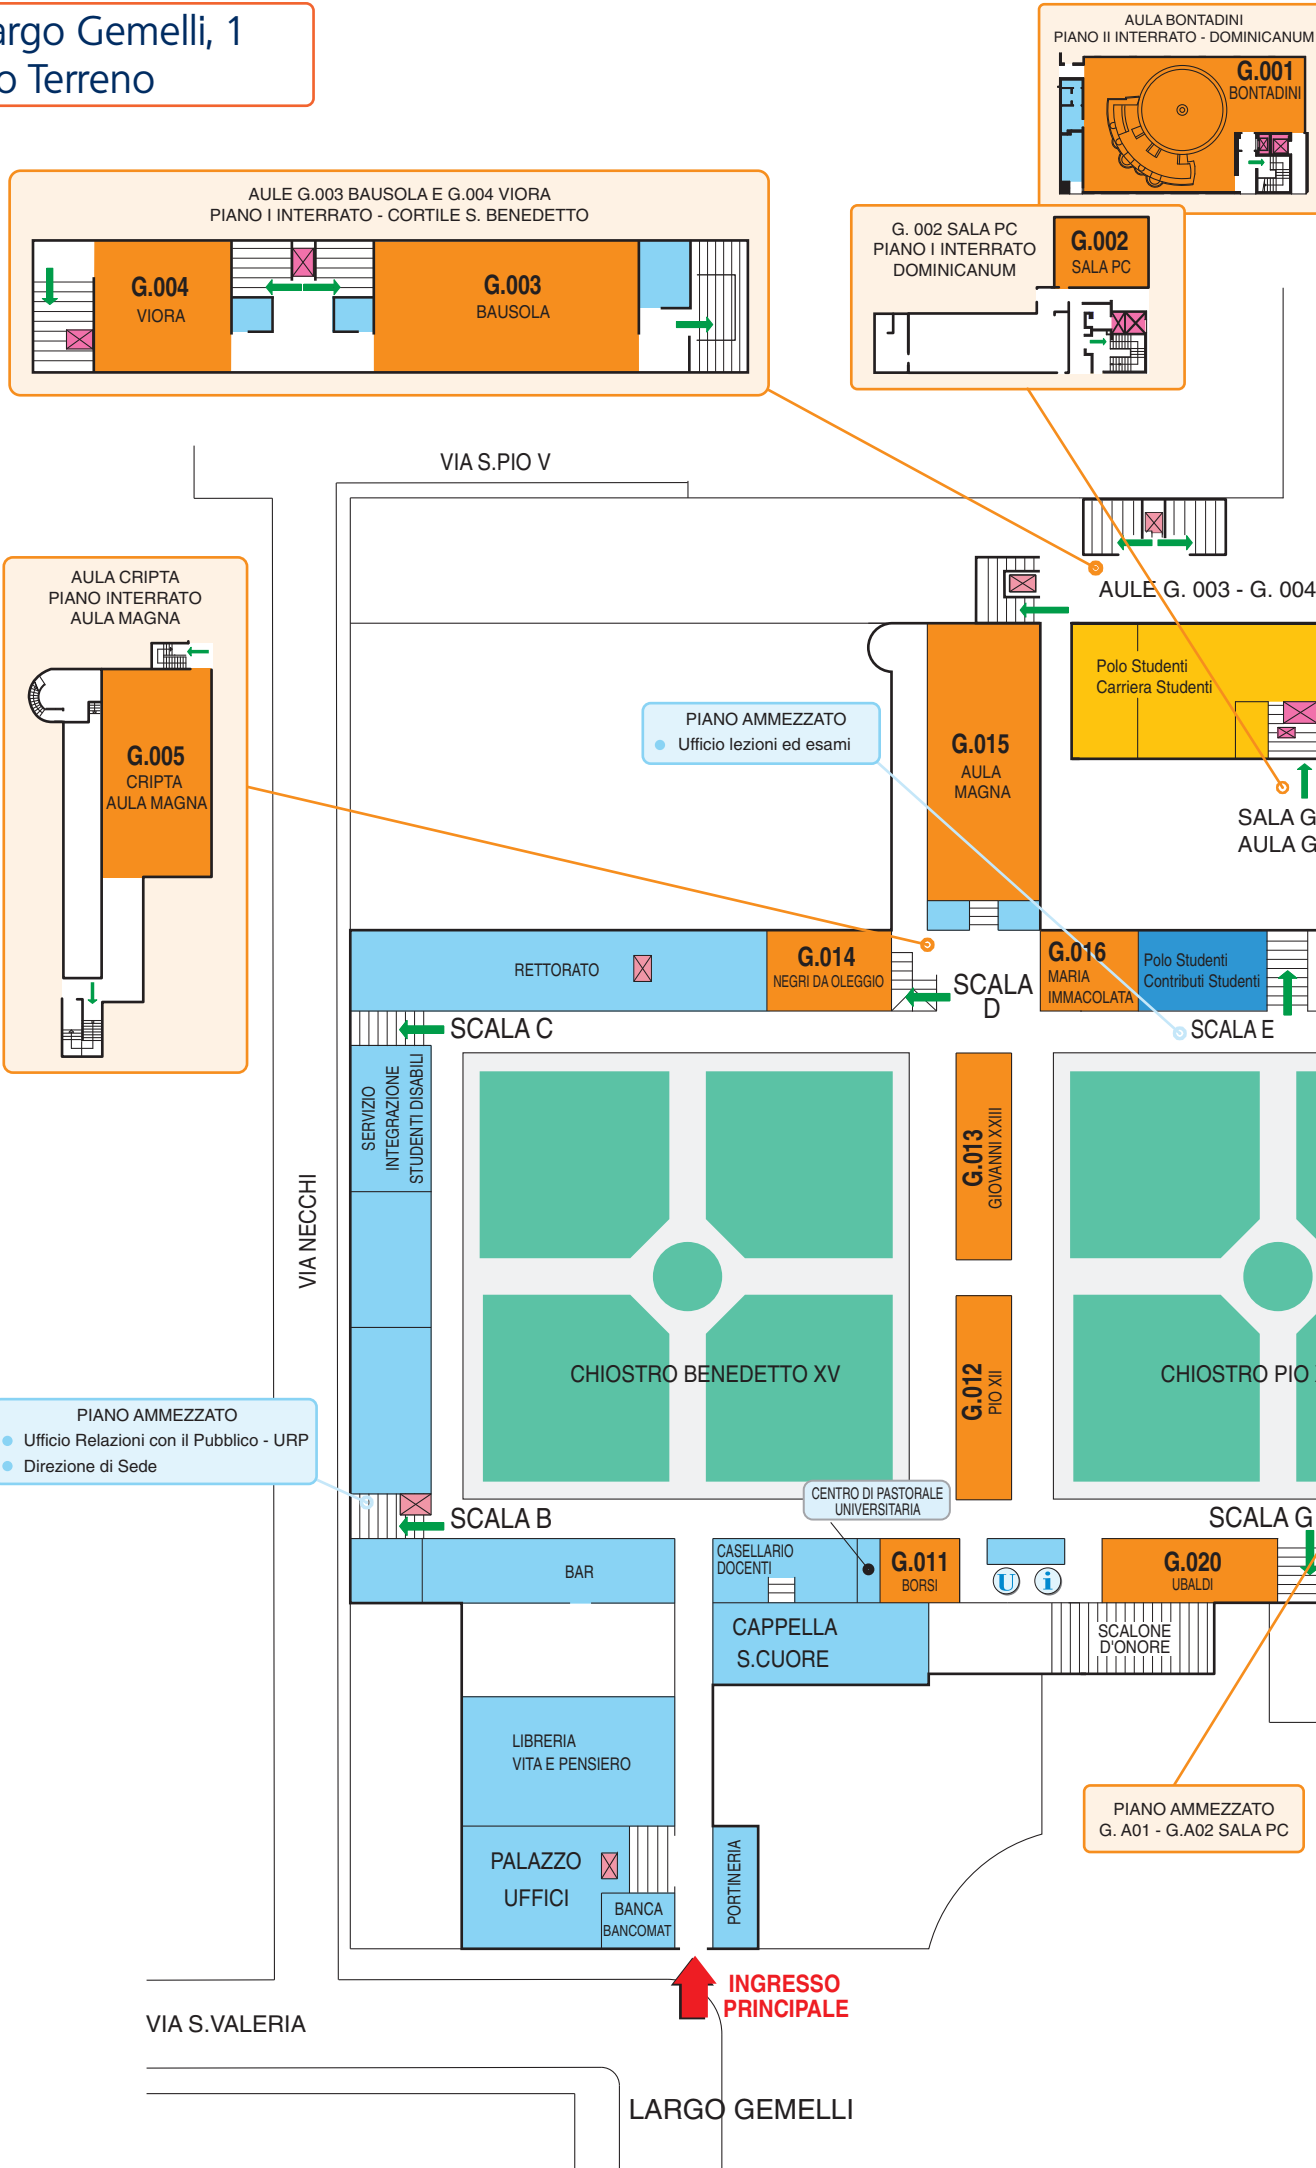 argo Gemelli, 1
o Terreno
AULA BONTADINI
PIANO II INTERRATO - DOMINICANUM
G.001
BONTADINI
AULE G.003 BAUSOLA E G.004 VIORA
PIANO I INTERRATO - CORTILE S. BENEDETTO
G.004
VIORA
G.003
BAUSOLA
G. 002 SALA PC
PIANO I INTERRATO
DOMINICANUM
G.002
SALA PC
VIA S.PIO V
AULE G. 003 - G. 004
AULA CRIPTA
PIANO INTERRATO
AULA MAGNA
G.005
CRIPTA
AULA MAGNA
Polo Studenti
Carriera Studenti
PIANO AMMEZZATO
Ufficio lezioni ed esami
G.015
AULA
MAGNA
SALA G
AULA G
RETTORATO
G.014
NEGRI DA OLEGGIO
SCALA
D
G.016
MARIA
IMMACOLATA
Polo Studenti
Contributi Studenti
SCALA C
SCALA E
SERVIZIO
INTEGRAZIONE
STUDENTI DISABILI
G.013
GIOVANNI XXIII
VIA NECCHI
CHIOSTRO BENEDETTO XV
G.012
PIO XII
CHIOSTRO PIO
PIANO AMMEZZATO
Ufficio Relazioni con il Pubblico - URP
Direzione di Sede
CENTRO DI PASTORALE
UNIVERSITARIA
SCALA B
SCALA G
BAR
CASELLARIO
DOCENTI
G.011
BORSI
U i
G.020
UBALDI
CAPPELLA
S.CUORE
SCALONE
D'ONORE
LIBRERIA
VITA E PENSIERO
PIANO AMMEZZATO
G. A01 - G.A02 SALA PC
PALAZZO
UFFICI
BANCA
BANCOMAT
PORTINERIA
INGRESSO
PRINCIPALE
VIA S.VALERIA
LARGO GEMELLI